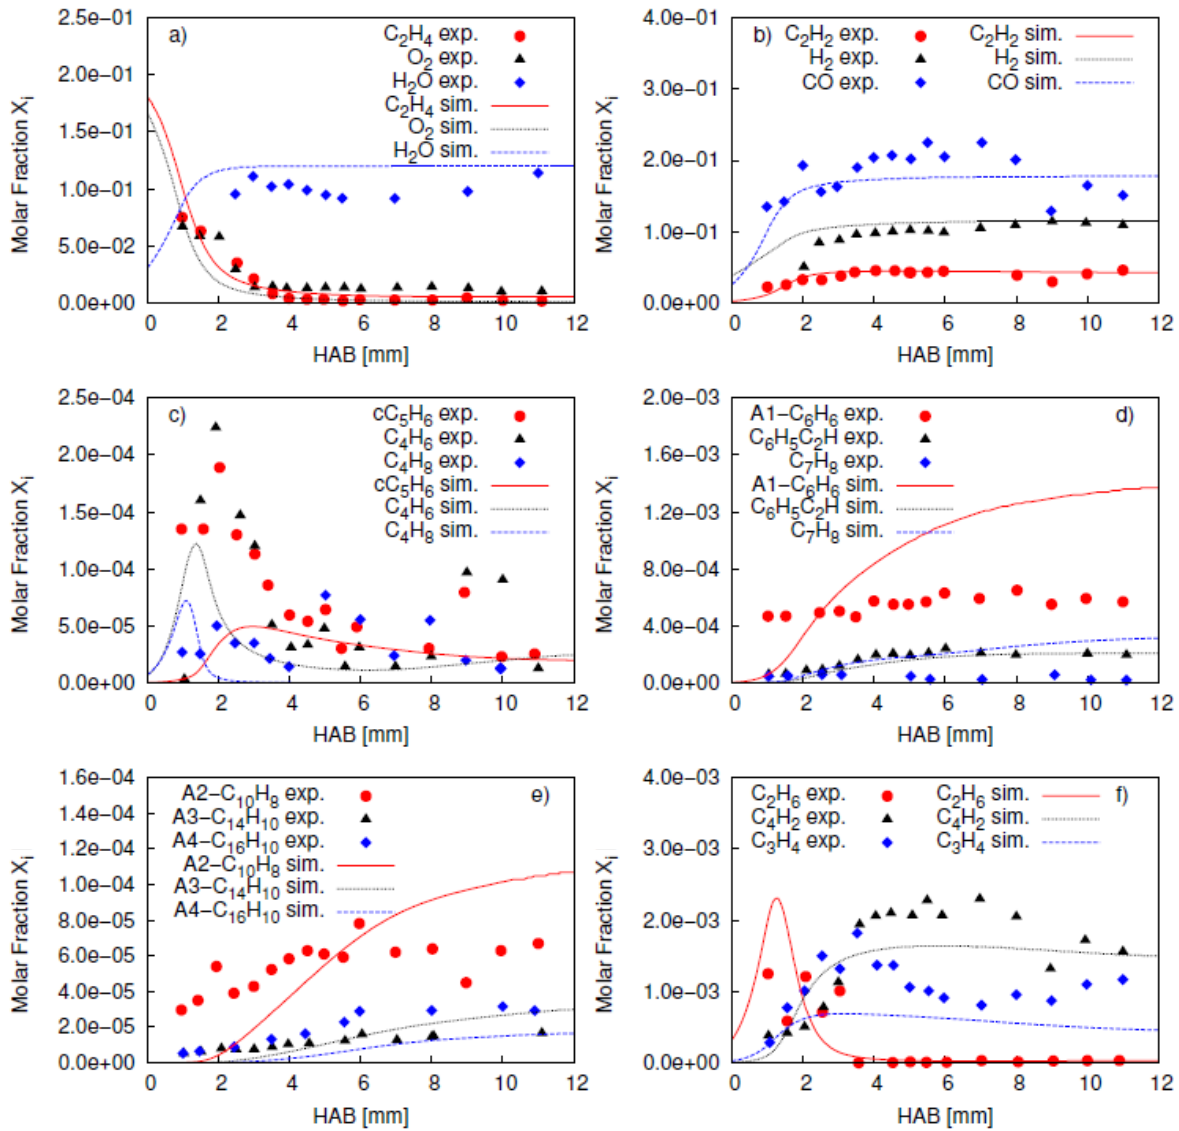 a)
Molar Fraction Xᵢ
2.5e−01
2.0e−01
1.5e−01
1.0e−01
5.0e−02
0.0e+00
C₂H₄ exp.
O₂ exp.
H₂O exp.
C₂H₄ sim.
O₂ sim.
H₂O sim.
0 2 4 6 8 10 12
HAB [mm]
b)
Molar Fraction Xᵢ
4.0e−01
3.0e−01
2.0e−01
1.0e−01
0.0e+00
C₂H₂ exp. C₂H₂ sim.
H₂ exp. H₂ sim.
CO exp. CO sim.
0 2 4 6 8 10 12
HAB [mm]
c)
Molar Fraction Xᵢ
2.5e−04
2.0e−04
1.5e−04
1.0e−04
5.0e−05
0.0e+00
cC₅H₆ exp.
C₄H₆ exp.
C₄H₈ exp.
cC₅H₆ sim.
C₄H₆ sim.
C₄H₈ sim.
0 2 4 6 8 10 12
HAB [mm]
d)
Molar Fraction Xᵢ
2.0e−03
1.6e−03
1.2e−03
8.0e−04
4.0e−04
0.0e+00
A1−C₆H₆ exp.
C₆H₅C₂H exp.
C₇H₈ exp.
A1−C₆H₆ sim.
C₆H₅C₂H sim.
C₇H₈ sim.
0 2 4 6 8 10 12
HAB [mm]
e)
Molar Fraction Xᵢ
1.6e−04
1.4e−04
1.2e−04
1.0e−04
8.0e−05
6.0e−05
4.0e−05
2.0e−05
0.0e+00
A2−C₁₀H₈ exp.
A3−C₁₄H₁₀ exp.
A4−C₁₆H₁₀ exp.
A2−C₁₀H₈ sim.
A3−C₁₄H₁₀ sim.
A4−C₁₆H₁₀ sim.
0 2 4 6 8 10 12
HAB [mm]
f)
Molar Fraction Xᵢ
4.0e−03
3.0e−03
2.0e−03
1.0e−03
0.0e+00
C₂H₆ exp. C₂H₆ sim.
C₄H₂ exp. C₄H₂ sim.
C₃H₄ exp. C₃H₄ sim.
0 2 4 6 8 10 12
HAB [mm]